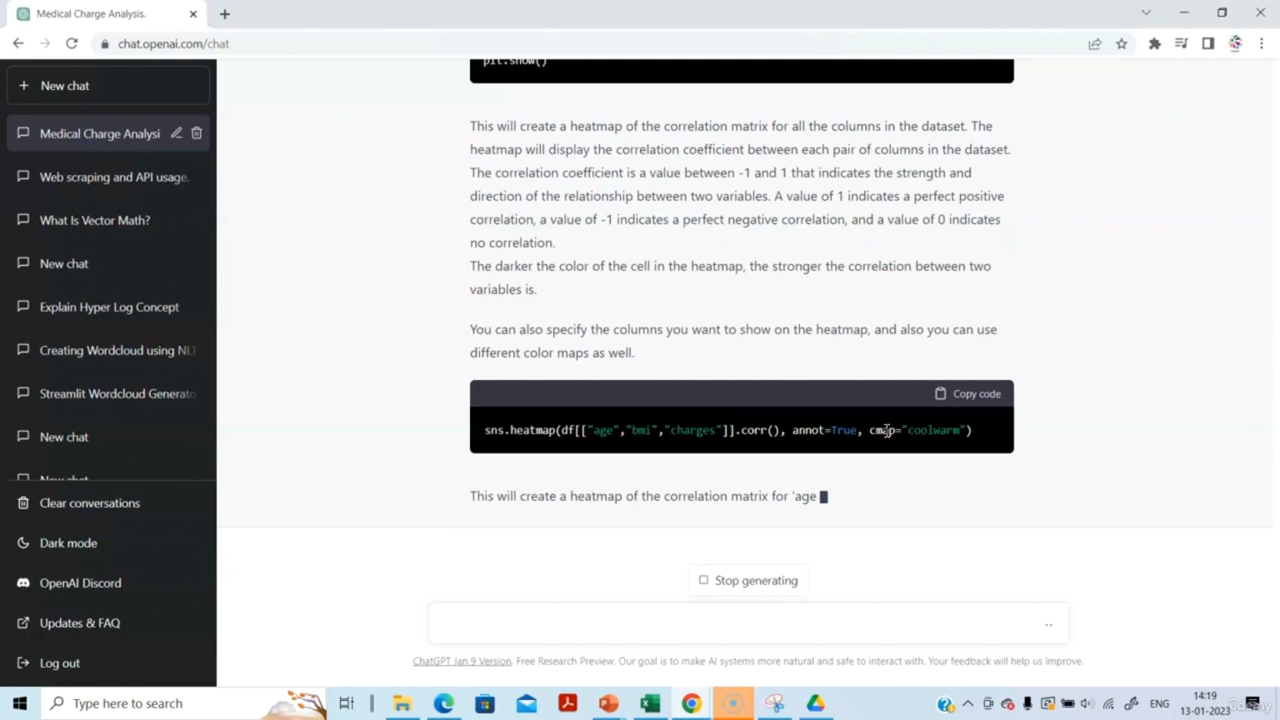 Medical Charge Analysis.
chat.openai.com/chat
New chat
Medical Charge Analysi
Web scraping and API usage.
What Is Vector Math?
New chat
Explain Hyper Log Concept
Creating Wordcloud using NLT
Streamlit Wordcloud Generato
New chat
New chat
Clear conversations
Dark mode
OpenAI Discord
Updates & FAQ
Log out
plt.show()
This will create a heatmap of the correlation matrix for all the columns in the dataset. The
heatmap will display the correlation coefficient between each pair of columns in the dataset.
The correlation coefficient is a value between -1 and 1 that indicates the strength and
direction of the relationship between two variables. A value of 1 indicates a perfect positive
correlation, a value of -1 indicates a perfect negative correlation, and a value of 0 indicates
no correlation.
The darker the color of the cell in the heatmap, the stronger the correlation between two
variables is.
You can also specify the columns you want to show on the heatmap, and also you can use
different color maps as well.
Copy code
sns.heatmap(df[["age","bmi","charges"]].corr(), annot=True, cmap="coolwarm")
This will create a heatmap of the correlation matrix for 'age
Stop generating
ChatGPT Jan 9 Version. Free Research Preview. Our goal is to make AI systems more natural and safe to interact with. Your feedback will help us improve.
Type here to search
ENG
14:19
13-01-2023
udemy